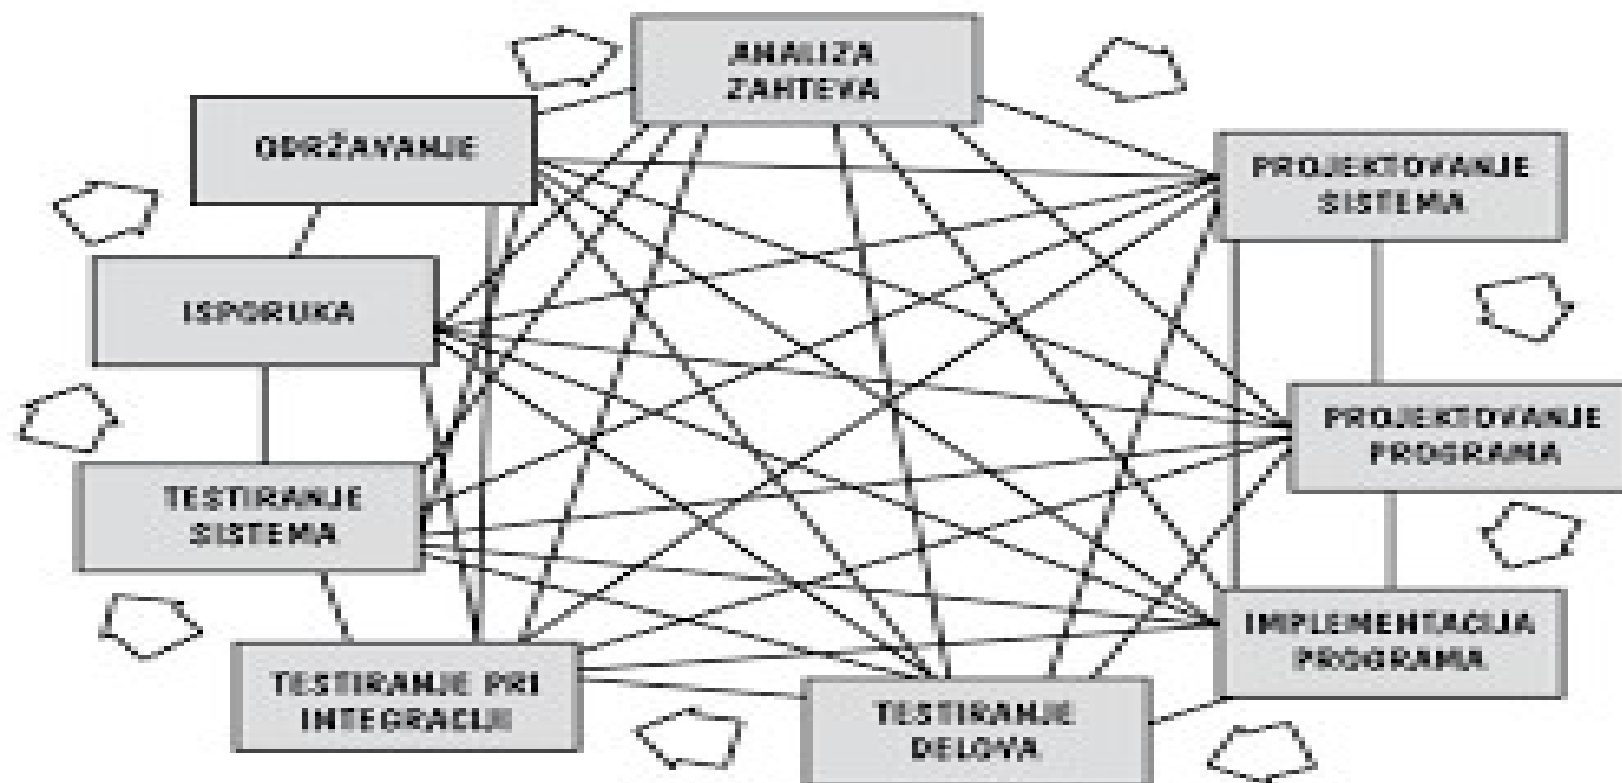 ANALIZA
ZAHTEVA
ODRŽAVANJE
PROJEKTOVANJE
SISTEMA
ISPORUKA
PROJEKTOVANJE
PROGRAMA
TESTIRANJE
SISTEMA
IMPLEMENTACIJA
PROGRAMA
TESTIRANJE PRI
INTEGRACIJI
TESTIRANJE
DELOVA